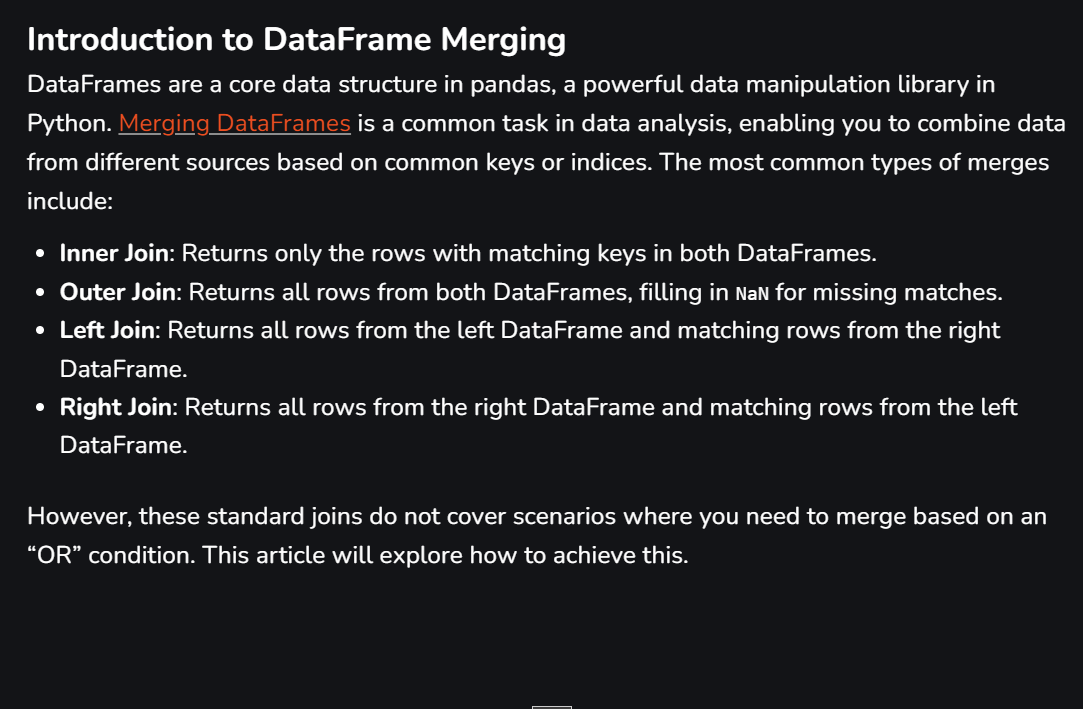 Introduction to DataFrame Merging
DataFrames are a core data structure in pandas, a powerful data manipulation library in
Python. Merging DataFrames is a common task in data analysis, enabling you to combine data
from different sources based on common keys or indices. The most common types of merges
include:
• Inner Join: Returns only the rows with matching keys in both DataFrames.
• Outer Join: Returns all rows from both DataFrames, filling in NaN for missing matches.
• Left Join: Returns all rows from the left DataFrame and matching rows from the right
DataFrame.
• Right Join: Returns all rows from the right DataFrame and matching rows from the left
DataFrame.
However, these standard joins do not cover scenarios where you need to merge based on an
“OR” condition. This article will explore how to achieve this.